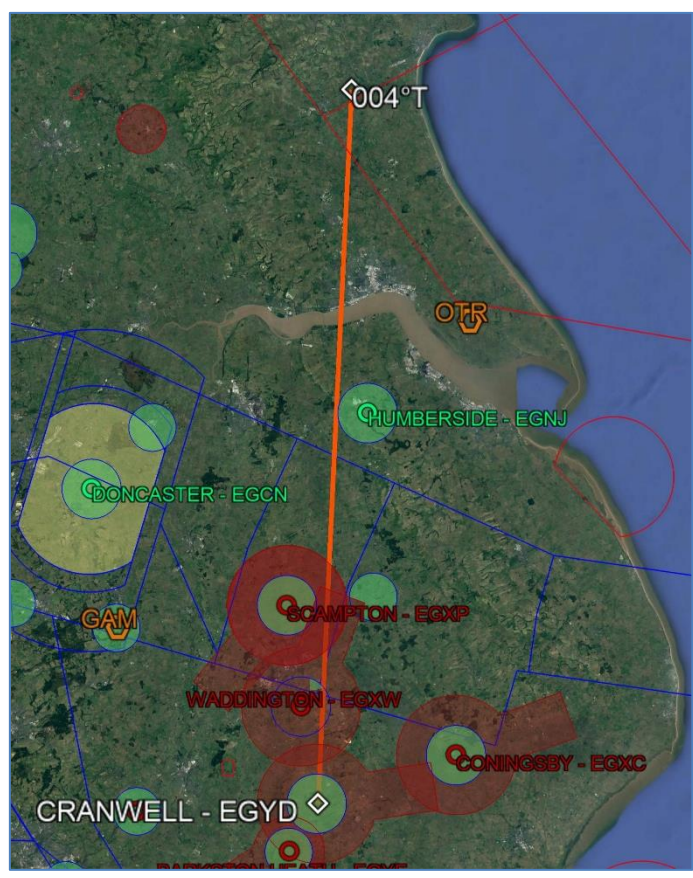 004°T
OTR
HUMBERSIDE - EGNJ
DONCASTER - EGCN
SCAMPTON - EGXP
GAM
WADDINGTON - EGXW
CONINGSBY - EGXC
CRANWELL - EGYD